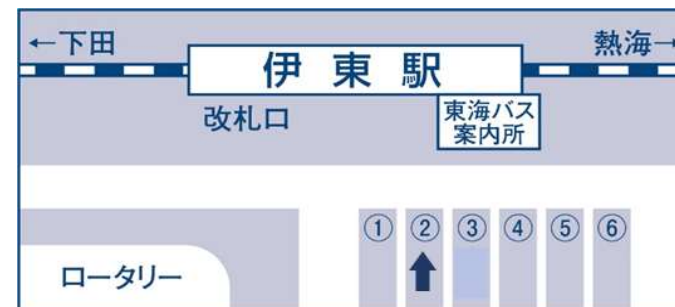 ←下田
熱海→
伊東駅
改札口
東海バス
案内所
① ② ③ ④ ⑤ ⑥
ロータリー